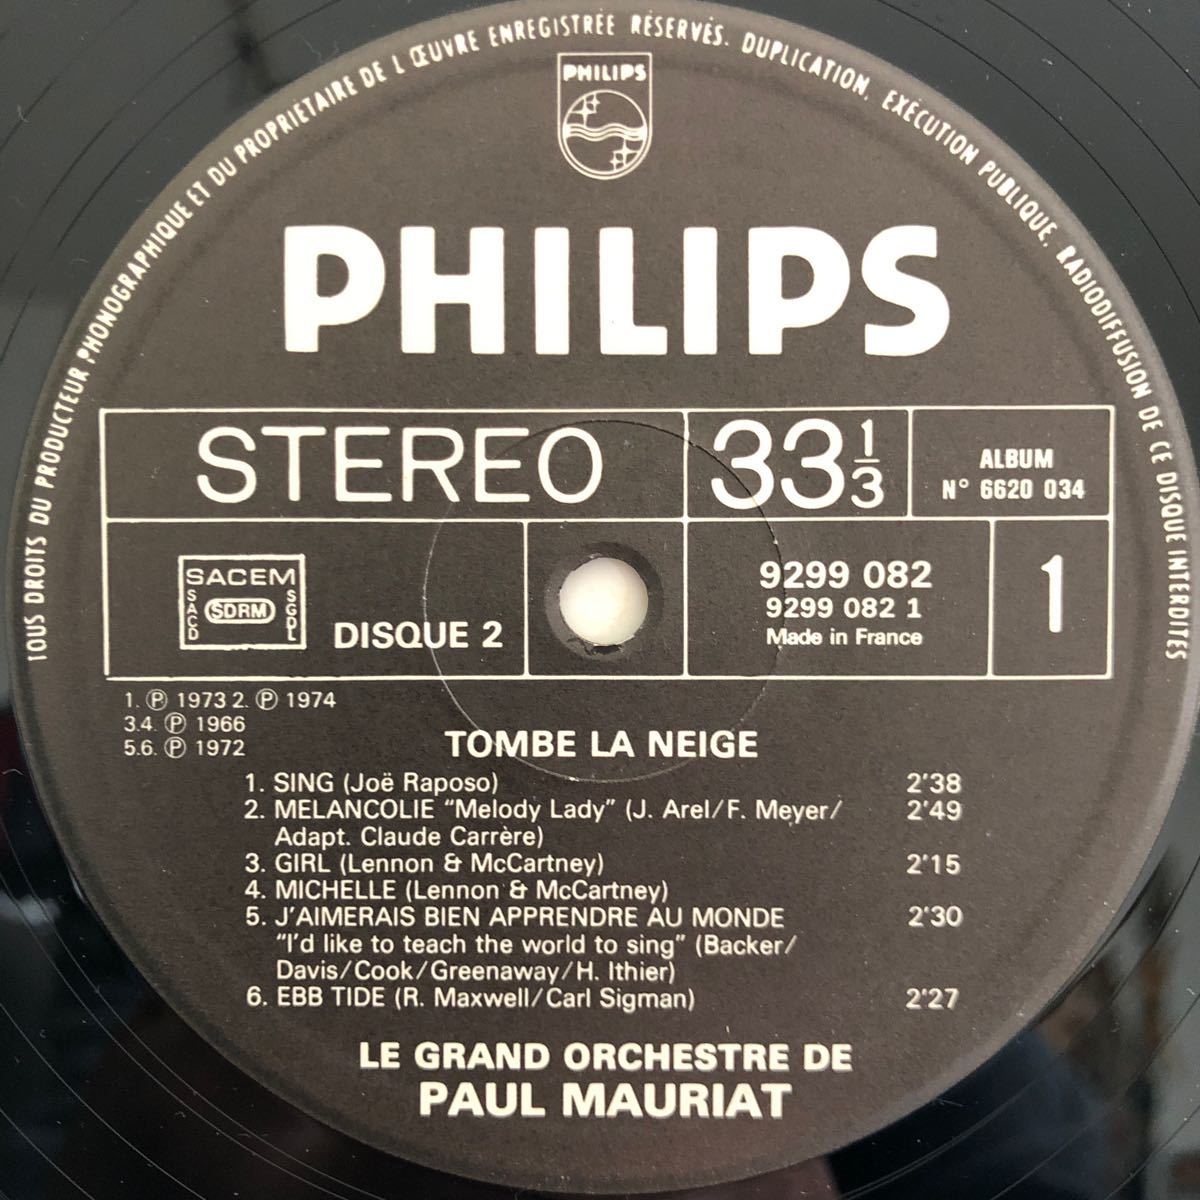 TOUS DROITS DU PRODUCTEUR PHONOGRAPHIQUE ET DU PROPRIÉTAIRE DE L'ŒUVRE ENREGISTRÉE RÉSERVÉS. DUPLICATION, EXÉCUTION PUBLIQUE, RADIODIFFUSION DE CE DISQUE INTERDITES
PHILIPS
PHILIPS
STEREO
33 1/3
ALBUM
N° 6620 034
SACEM
SACD
SDRM
SGDL
DISQUE 2
9299 082
9299 082 1
Made in France
1
1. ℗ 1973 2. ℗ 1974
3.4. ℗ 1966
5.6. ℗ 1972
TOMBE LA NEIGE
1. SING (Joë Raposo) 2'38
2. MELANCOLIE "Melody Lady" (J. Arel/F. Meyer/ 2'49
Adapt. Claude Carrère)
3. GIRL (Lennon & McCartney) 2'15
4. MICHELLE (Lennon & McCartney)
5. J'AIMERAIS BIEN APPRENDRE AU MONDE 2'30
"I'd like to teach the world to sing" (Backer/
Davis/Cook/Greenaway/H. Ithier)
6. EBB TIDE (R. Maxwell/Carl Sigman) 2'27
LE GRAND ORCHESTRE DE
PAUL MAURIAT